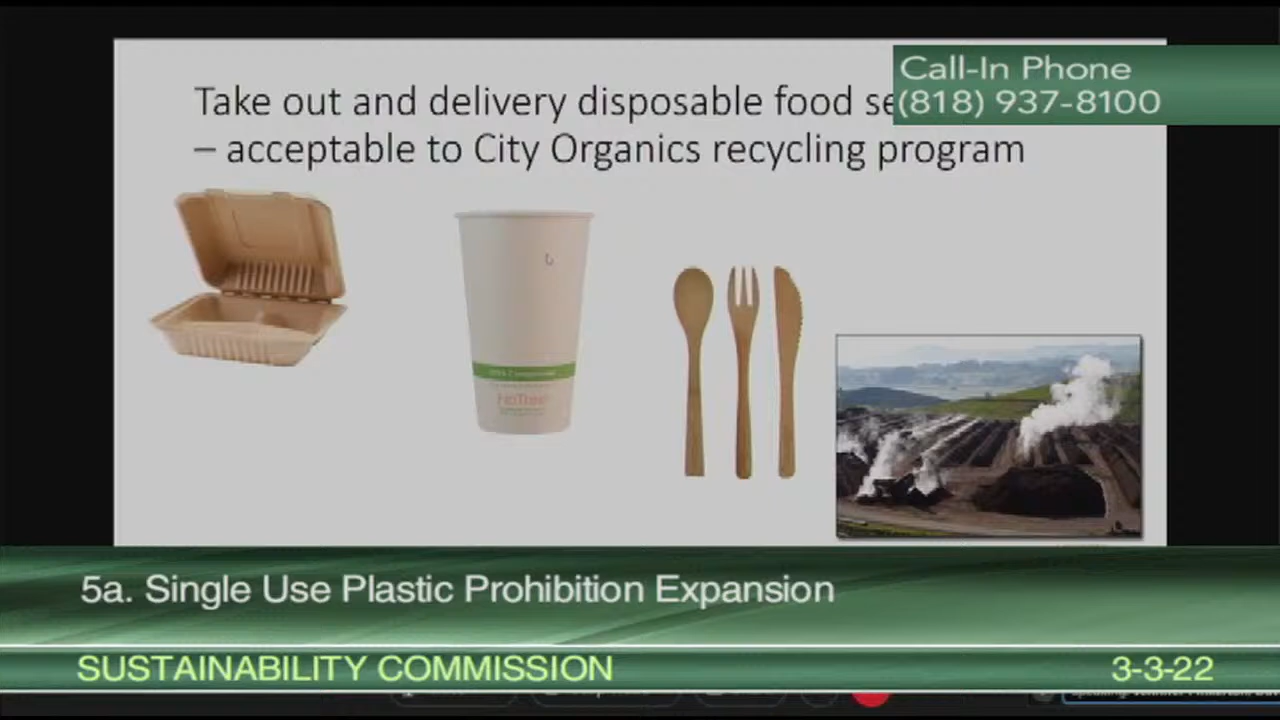 Call-In Phone
(818) 937-8100
Take out and delivery disposable food
– acceptable to City Organics recycling program
5a. Single Use Plastic Prohibition Expansion
SUSTAINABILITY COMMISSION
3-3-22